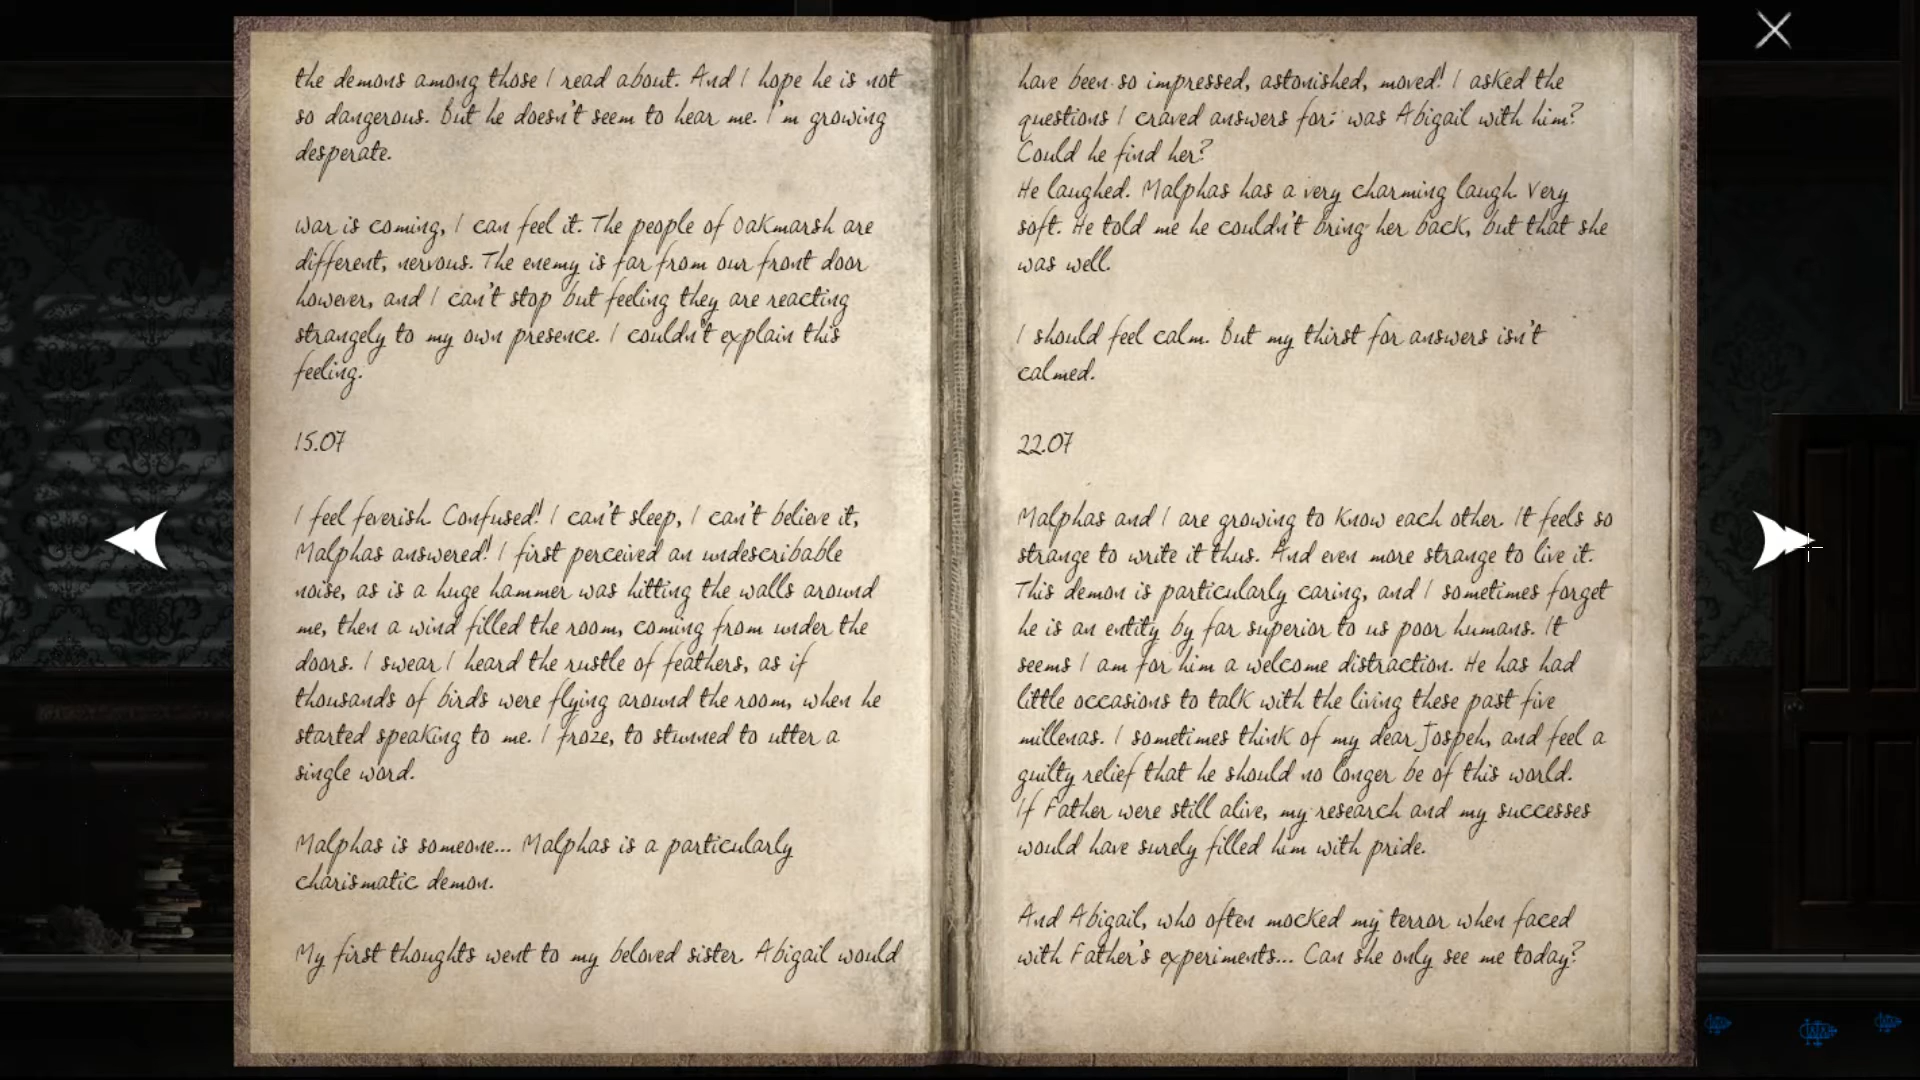 the demons among those I read about. And I hope he is not
so dangerous. But he doesn't seem to hear me. I'm growing
desperate.
War is coming, I can feel it. The people of Oakmarsh are
different, nervous. The enemy is far from our front door
however, and I can't stop but feeling they are reacting
strangely to my own presence. I couldn't explain this
feeling.
15.07
I feel feverish. Confused! I can't sleep, I can't believe it,
Malphas answered! I first perceived an undescribable
noise, as is a huge hammer was hitting the walls around
me, then a wind filled the room, coming from under the
doors. I swear I heard the rustle of feathers, as if
thousands of birds were flying around the room, when he
started speaking to me. I froze, to stunned to utter a
single word.
Malphas is someone... Malphas is a particularly
charismatic demon.
My first thoughts went to my beloved sister. Abigail would
have been so impressed, astonished, moved! I asked the
questions I craved answers for: was Abigail with him?
Could he find her?
He laughed. Malphas has a very charming laugh. Very
soft. He told me he couldn't bring her back, but that she
was well.
I should feel calm. But my thirst for answers isn't
calmed.
22.07
Malphas and I are growing to know each other. It feels so
strange to write it thus. And even more strange to live it.
This demon is particularly caring, and I sometimes forget
he is an entity by far superior to us poor humans. It
seems I am for him a welcome distraction. He has had
little occasions to talk with the living these past five
millenas. I sometimes think of my dear Jospeh, and feel a
guilty relief that he should no longer be of this world.
If Father were still alive, my research and my successes
would have surely filled him with pride.
And Abigail, who often mocked my terror when faced
with Father's experiments... Can she only see me today?